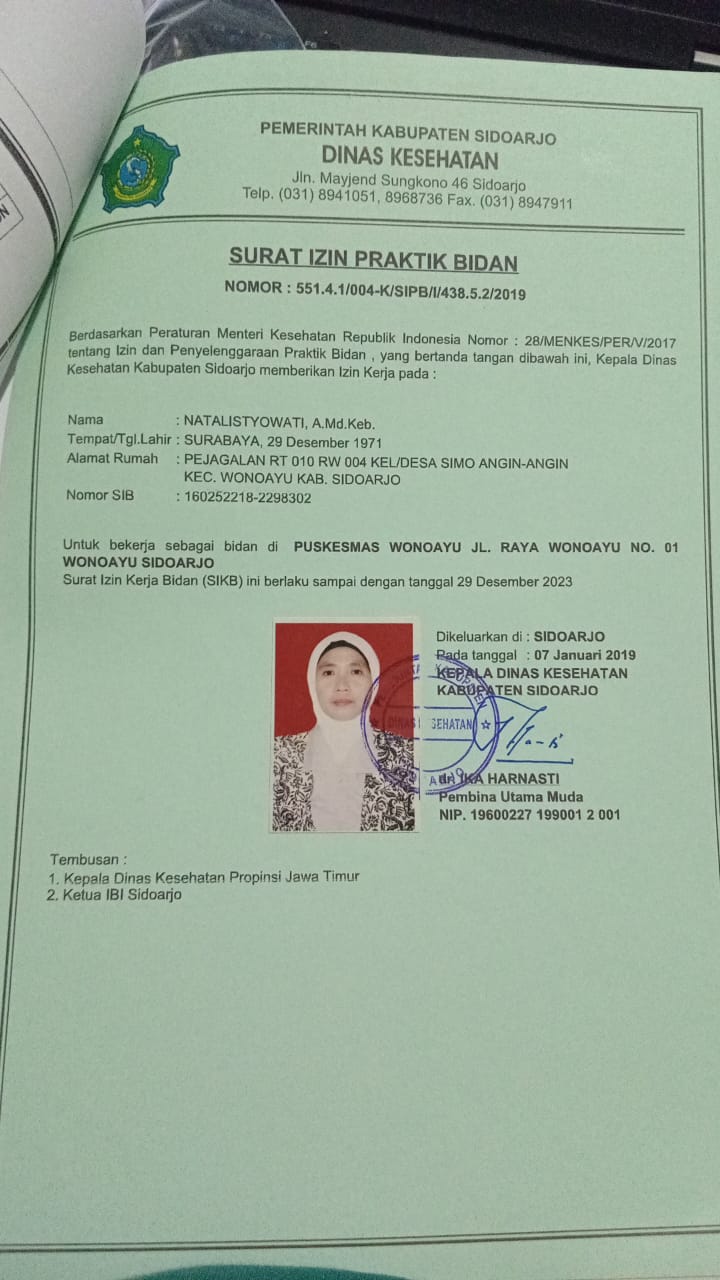 PEMERINTAH KABUPATEN SIDOARJO
DINAS KESEHATAN
Jln. Mayjend Sungkono 46 Sidoarjo
Telp. (031) 8941051, 8968736 Fax. (031) 8947911
SURAT IZIN PRAKTIK BIDAN
NOMOR : 551.4.1/004-K/SIPB/I/438.5.2/2019
Berdasarkan Peraturan Menteri Kesehatan Republik Indonesia Nomor : 28/MENKES/PER/V/2017
tentang Izin dan Penyelenggaraan Praktik Bidan , yang bertanda tangan dibawah ini, Kepala Dinas
Kesehatan Kabupaten Sidoarjo memberikan Izin Kerja pada :
Nama : NATALISTYOWATI, A.Md.Keb.
Tempat/Tgl.Lahir : SURABAYA, 29 Desember 1971
Alamat Rumah : PEJAGALAN RT 010 RW 004 KEL/DESA SIMO ANGIN-ANGIN
KEC. WONOAYU KAB. SIDOARJO
Nomor SIB : 160252218-2298302
Untuk bekerja sebagai bidan di PUSKESMAS WONOAYU JL. RAYA WONOAYU NO. 01
WONOAYU SIDOARJO
Surat Izin Kerja Bidan (SIKB) ini berlaku sampai dengan tanggal 29 Desember 2023
Dikeluarkan di : SIDOARJO
Pada tanggal : 07 Januari 2019
KEPALA DINAS KESEHATAN
KABUPATEN SIDOARJO
DINAS KESEHATAN
dr. IKA HARNASTI
Pembina Utama Muda
NIP. 19600227 199001 2 001
Tembusan :
1. Kepala Dinas Kesehatan Propinsi Jawa Timur
2. Ketua IBI Sidoarjo